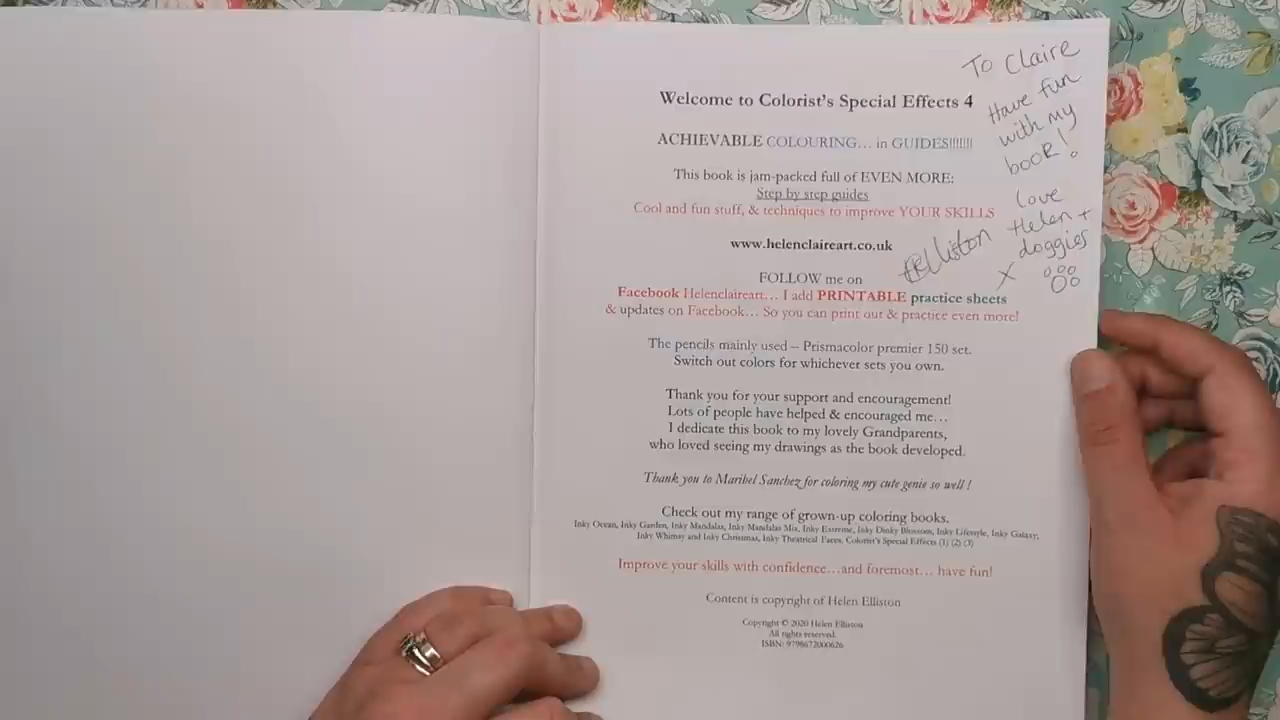 To Claire
Have fun
with my
book!
Love
Helen +
doggies
X
HElliston
Welcome to Colorist's Special Effects 4
ACHIEVABLE COLOURING... in GUIDES!!!!!!!
This book is jam-packed full of EVEN MORE:
Step by step guides
Cool and fun stuff, & techniques to improve YOUR SKILLS
www.helenclaireart.co.uk
FOLLOW me on
Facebook Helenclaireart... I add PRINTABLE practice sheets
& updates on Facebook... So you can print out & practice even more!
The pencils mainly used – Prismacolor premier 150 set.
Switch out colors for whichever sets you own.
Thank you for your support and encouragement!
Lots of people have helped & encouraged me...
I dedicate this book to my lovely Grandparents,
who loved seeing my drawings as the book developed.
Thank you to Maribel Sanchez for coloring my cute genie so well !
Check out my range of grown-up coloring books.
Inky Ocean, Inky Garden, Inky Mandalas, Inky Mandalas Mix, Inky Extreme, Inky Dinky Blossom, Inky Lifestyle, Inky Galaxy,
Inky Whimsy and Inky Christmas, Inky Theatrical Faces, Colorist's Special Effects (1) (2) (3)
Improve your skills with confidence...and foremost... have fun!
Content is copyright of Helen Elliston
Copyright © 2020 Helen Elliston
All rights reserved.
ISBN: 9798672000626